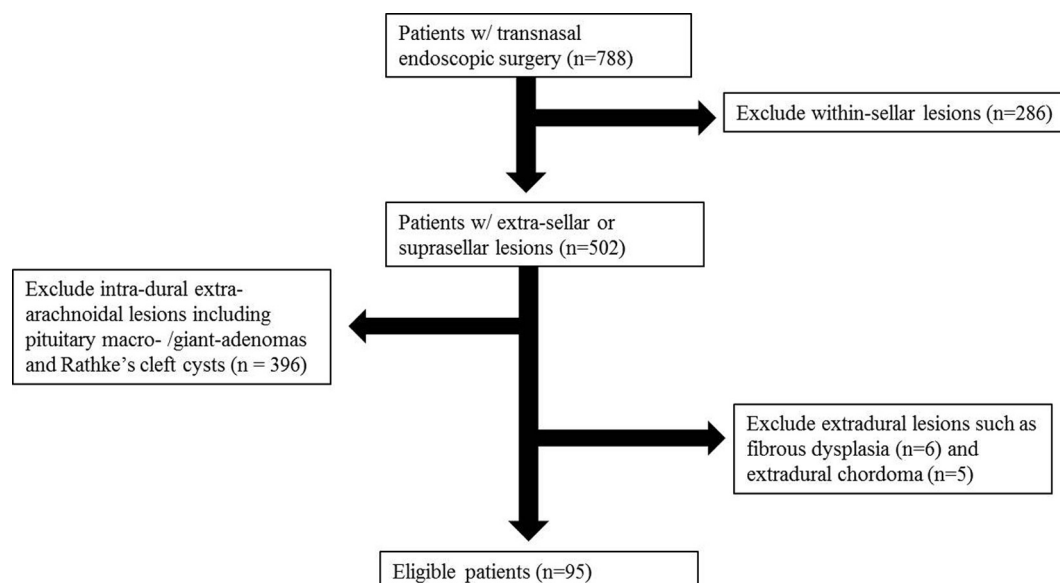 Patients w/ transnasal
endoscopic surgery (n=788)
Exclude within-sellar lesions (n=286)
Patients w/ extra-sellar or
suprasellar lesions (n=502)
Exclude intra-dural extra-
arachnoidal lesions including
pituitary macro- /giant-adenomas
and Rathke’s cleft cysts (n = 396)
Exclude extradural lesions such as
fibrous dysplasia (n=6) and
extradural chordoma (n=5)
Eligible patients (n=95)